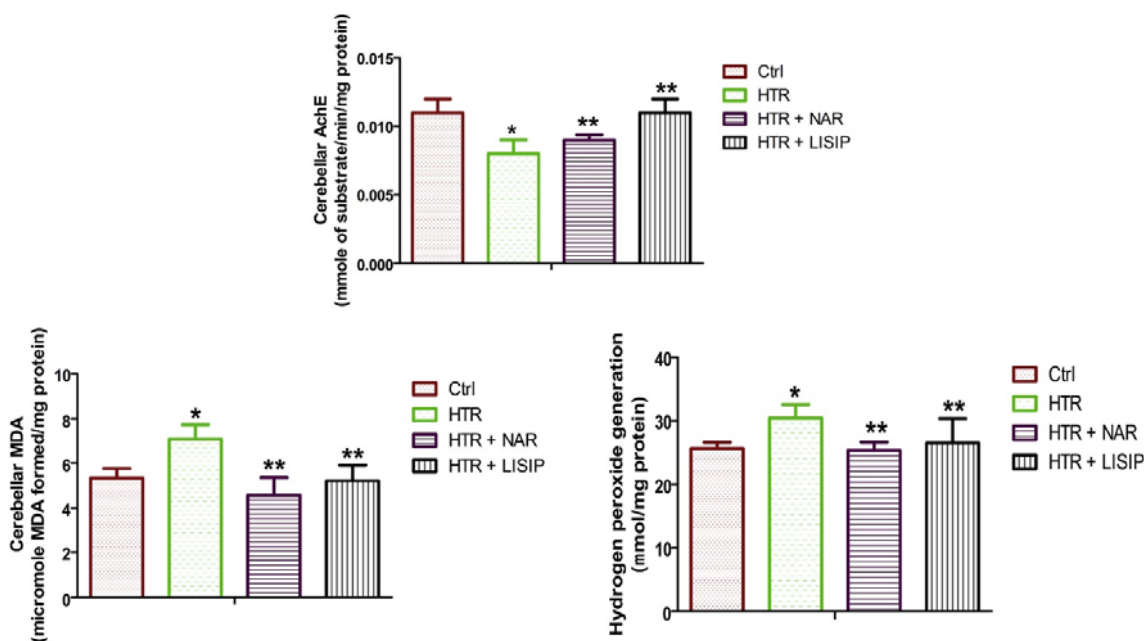 Cerebellar AchE
(mmole of substrate/min/mg protein)
0.015
0.010
0.005
0.000
*
**
**
Ctrl
HTR
HTR + NAR
HTR + LISIP
Cerebellar MDA
(micromole MDA formed/mg protein)
10
8
6
4
2
0
*
**
**
Ctrl
HTR
HTR + NAR
HTR + LISIP
Hydrogen peroxide generation
(mmol/mg protein)
40
30
20
10
0
*
**
**
Ctrl
HTR
HTR + NAR
HTR + LISIP